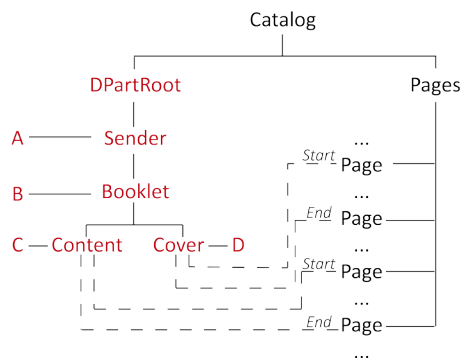 Catalog
DPartRoot Pages
A Sender ...
Start Page
B Booklet ...
End Page
C Content Cover D ...
Start Page
...
End Page
...